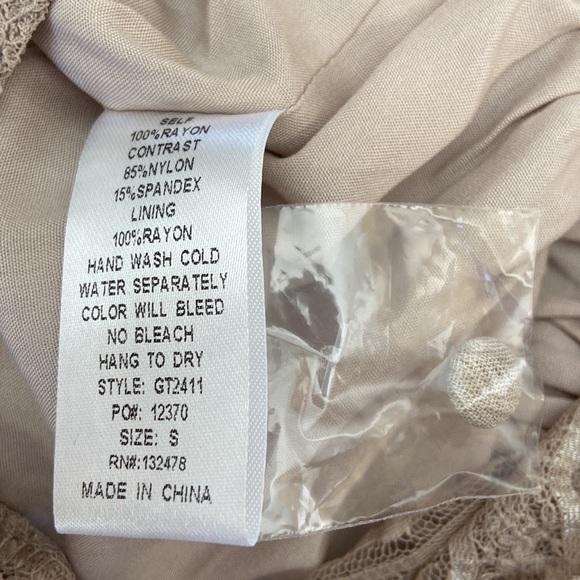 SELF
100%RAYON
CONTRAST
85%NYLON
15%SPANDEX
LINING
100%RAYON
HAND WASH COLD
WATER SEPARATELY
COLOR WILL BLEED
NO BLEACH
HANG TO DRY
STYLE: GT2411
PO#: 12370
SIZE: S
RN#:132478
MADE IN CHINA